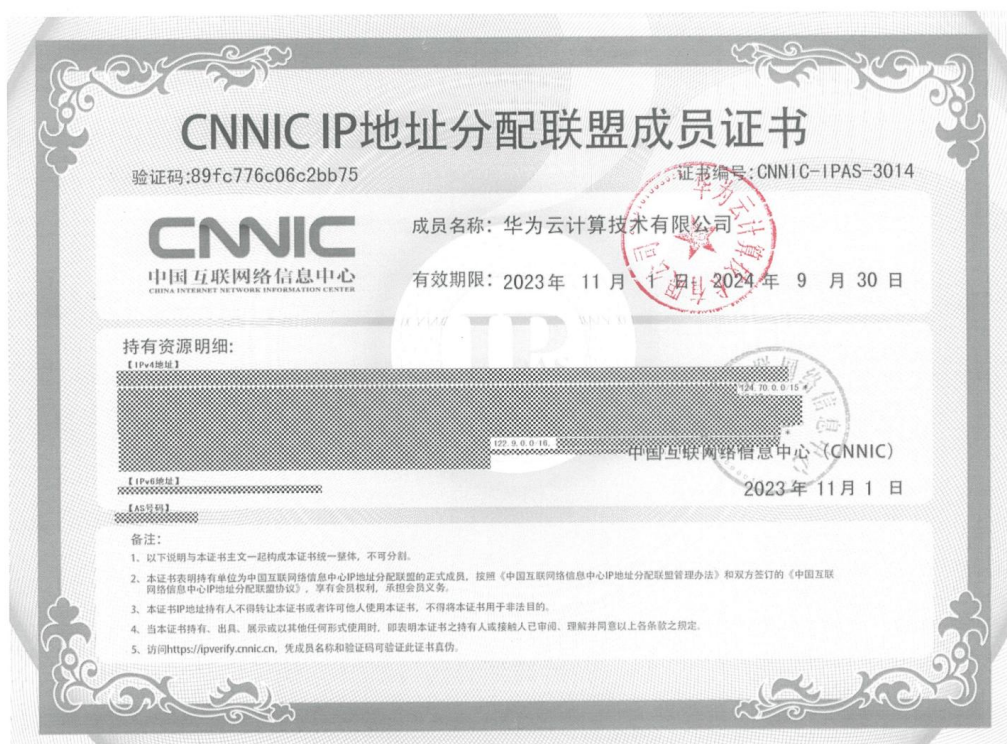 CNNIC IP地址分配联盟成员证书
验证码:89fc776c06c2bb75
证书编号:CNNIC-IPAS-3014
CNNIC
中国互联网络信息中心
CHINA INTERNET NETWORK INFORMATION CENTER
成员名称：华为云计算技术有限公司
有效期限：2023年 11 月 1 日- 2024 年 9 月 30 日
华为云计算技术有限公司
持有资源明细：
【IPv4地址】
124.70.0.0/15
122.9.0.0/16,
网络信息中心
中国互联网络信息中心（CNNIC）
2023 年 11 月 1 日
【IPv6地址】
【AS号码】
备注：
1、以下说明与本证书主文一起构成本证书统一整体，不可分割。
2、本证书表明持有单位为中国互联网络信息中心IP地址分配联盟的正式成员，按照《中国互联网络信息中心IP地址分配联盟管理办法》和双方签订的《中国互联
网络信息中心IP地址分配联盟协议》，享有会员权利，承担会员义务。
3、本证书IP地址持有人不得转让本证书或者许可他人使用本证书，不得将本证书用于非法目的。
4、当本证书持有、出具、展示或以其他任何形式使用时，即表明本证书之持有人或接触人已审阅、理解并同意以上各条款之规定。
5、访问https://ipverify.cnnic.cn，凭成员名称和验证码可验证此证书真伪。